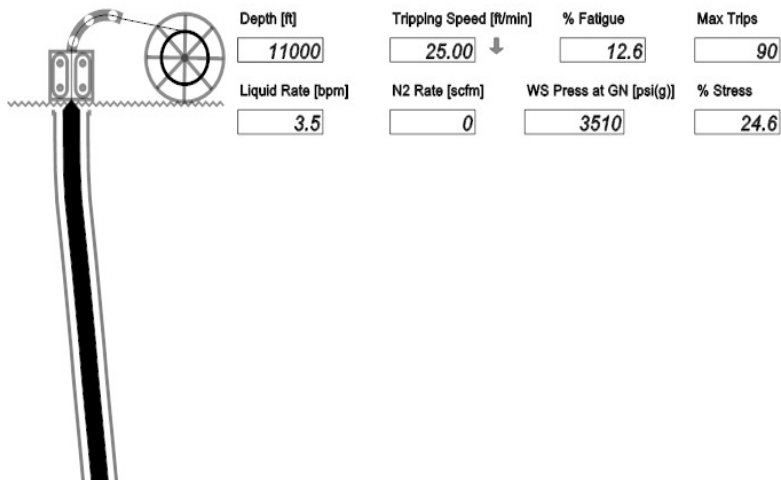 Depth [ft] Tripping Speed [ft/min] % Fatigue Max Trips
11000 25.00 12.6 90
Liquid Rate [bpm] N2 Rate [scfm] WS Press at GN [psi(g)] % Stress
3.5 0 3510 24.6